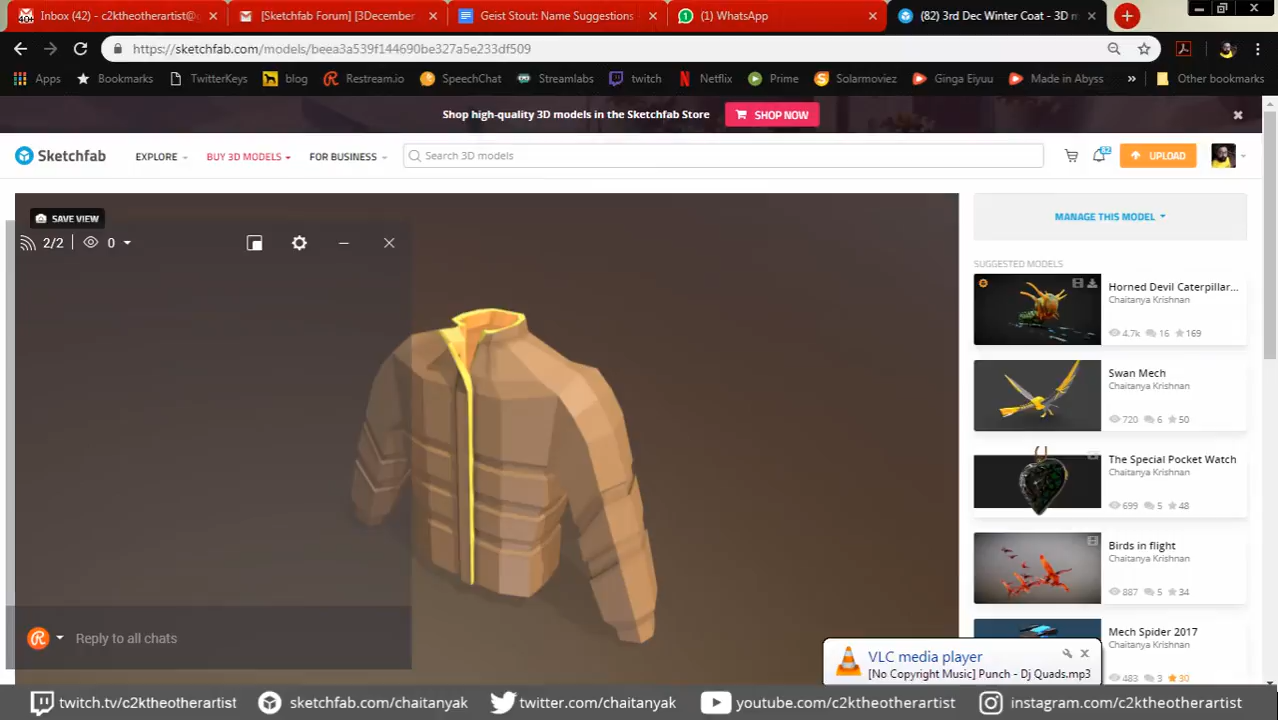 40+ Inbox (42) - c2ktheotherartist@g
[Sketchfab Forum] [3December
Geist Stout: Name Suggestions
(1) WhatsApp
(82) 3rd Dec Winter Coat - 3D m
https://sketchfab.com/models/beea3a539f144690be327a5e233df509
Apps Bookmarks TwitterKeys blog Restream.io SpeechCat Streamlabs twitch Netflix Prime Solarmoviez Ginga Eiyuu Made in Abyss » Other bookmarks
Shop high-quality 3D models in the Sketchfab Store SHOP NOW
Sketchfab EXPLORE BUY 3D MODELS FOR BUSINESS Search 3D models 82 UPLOAD
SAVE VIEW
2/2 0
MANAGE THIS MODEL
SUGGESTED MODELS
Horned Devil Caterpillar...
Chaitanya Krishnan
4.7k 16 169
Swan Mech
Chaitanya Krishnan
720 6 50
The Special Pocket Watch
Chaitanya Krishnan
699 5 48
Birds in flight
Chaitanya Krishnan
887 5 34
Mech Spider 2017
Chaitanya Krishnan
483 3 30
Reply to all chats
VLC media player
[No Copyright Music] Punch - Dj Quads.mp3
twitch.tv/c2ktheotherartist sketchfab.com/chaitanyak twitter.com/chaitanyak youtube.com/c2ktheotherartist instagram.com/c2ktheotherartist